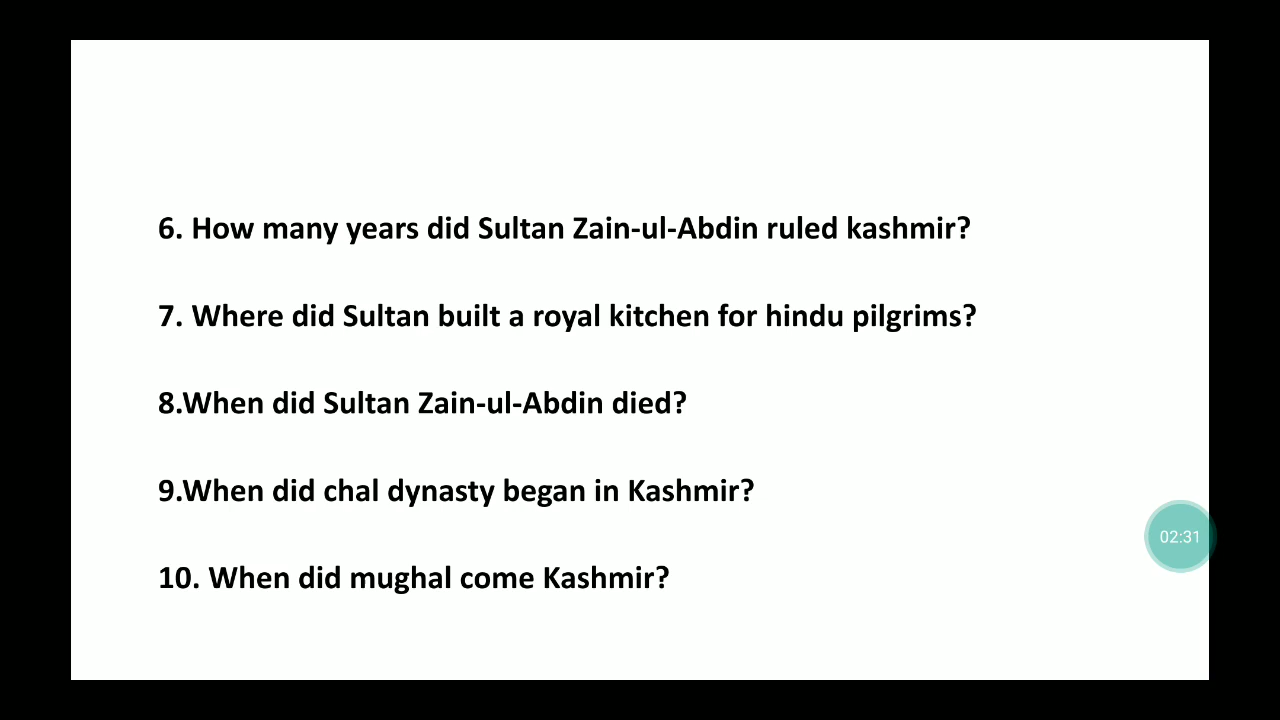 6. How many years did Sultan Zain-ul-Abdin ruled kashmir?
7. Where did Sultan built a royal kitchen for hindu pilgrims?
8.When did Sultan Zain-ul-Abdin died?
9.When did chal dynasty began in Kashmir?
02:31
10. When did mughal come Kashmir?